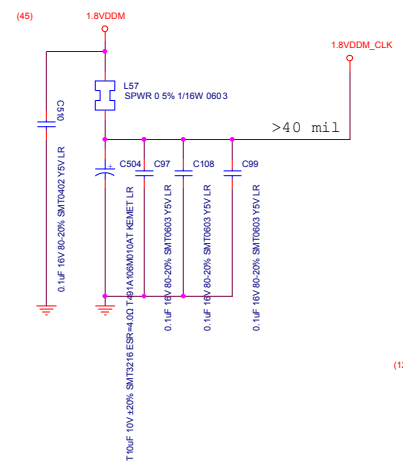 (45)
1.8VDDM
1.8VDDM_CLK
L57
SPWR 0 5% 1/16W 0603
>40 mil
C510
0.1uF 16V 80-20% SMT0402 Y5V LR
C504
T10uF 10V ±20% SMT3216 ESR=4.0Ω T491A106M010AT KEMET LR
C97
0.1uF 16V 80-20% SMT0603 Y5V LR
C108
0.1uF 16V 80-20% SMT0603 Y5V LR
C99
0.1uF 16V 80-20% SMT0603 Y5V LR